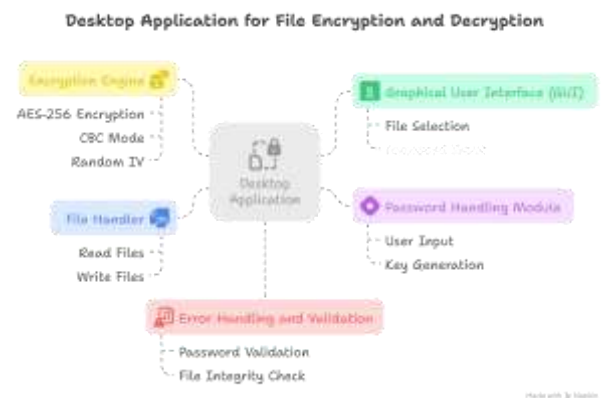 Desktop Application for File Encryption and Decryption
Encryption Engine
AES-256 Encryption
CBC Mode
Random IV
Graphical User Interface (GUI)
File Selection
Desktop
Application
File Handler
Read Files
Write Files
Password Handling Module
User Input
Key Generation
Error Handling and Validation
Password Validation
File Integrity Check
Made with